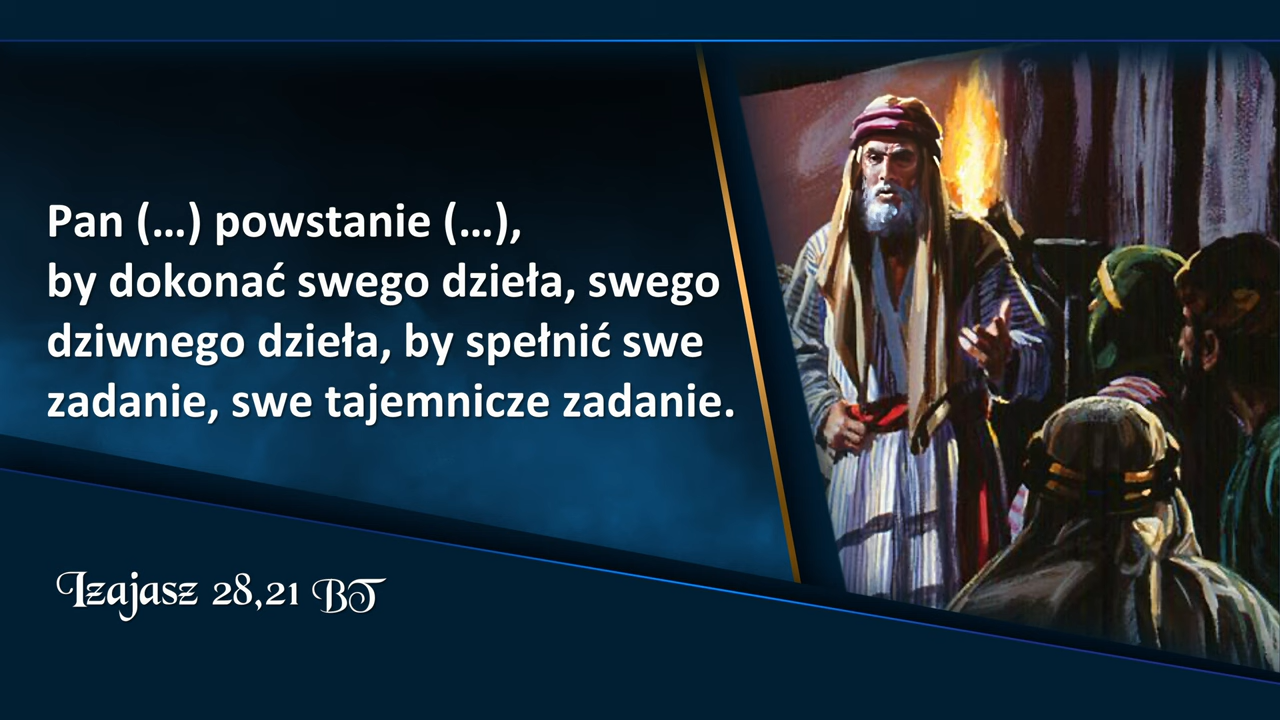 Pan (...) powstanie (...),
by dokonać swego dzieła, swego
dziwnego dzieła, by spełnić swe
zadanie, swe tajemnicze zadanie.
Izajasz 28,21 BT